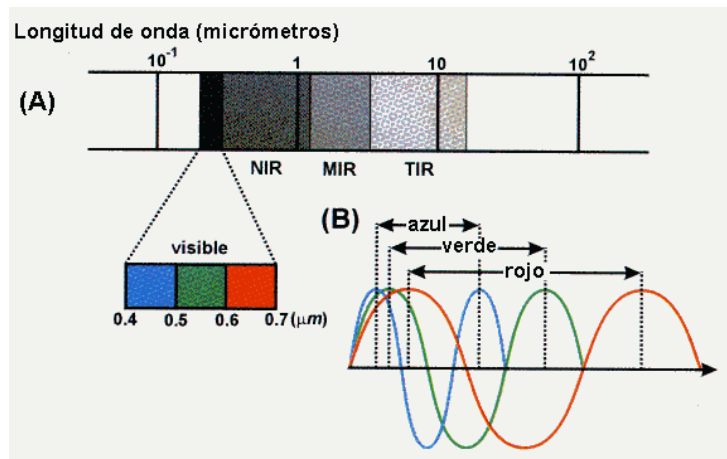 Longitud de onda (micrómetros)
10⁻¹ 1 10 10²
(A)
NIR MIR TIR
(B)
azul
verde
rojo
visible
0.4 0.5 0.6 0.7 (μm)